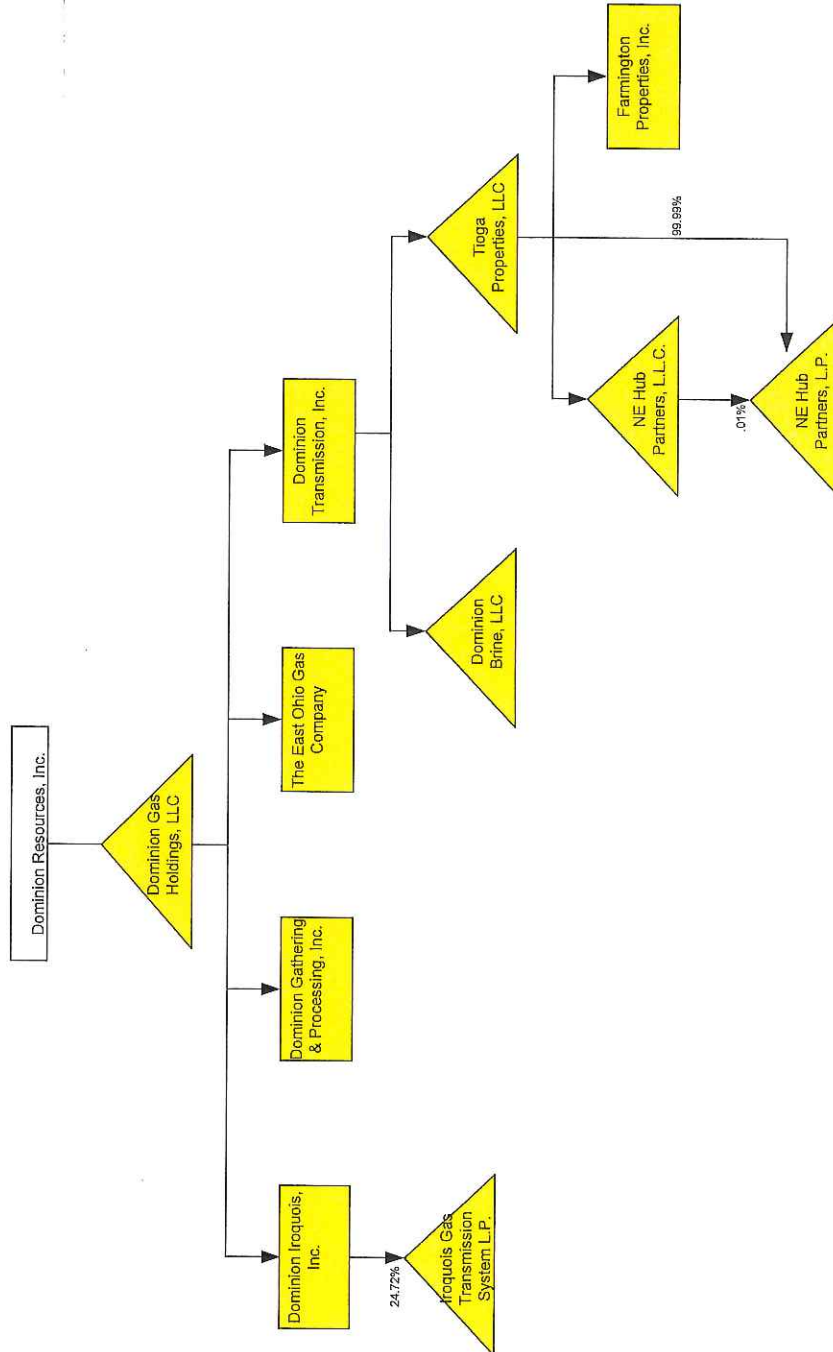 Dominion Resources, Inc.
Dominion Gas
Holdings, LLC
Dominion Iroquois,
Inc.
Dominion Gathering
& Processing, Inc.
The East Ohio Gas
Company
Dominion
Transmission, Inc.
24.72%
Iroquois Gas
Transmission
System L.P.
Dominion
Brine, LLC
Tioga
Properties, LLC
NE Hub
Partners, L.L.C.
Farmington
Properties, Inc.
99.99%
.01%
NE Hub
Partners, L.P.